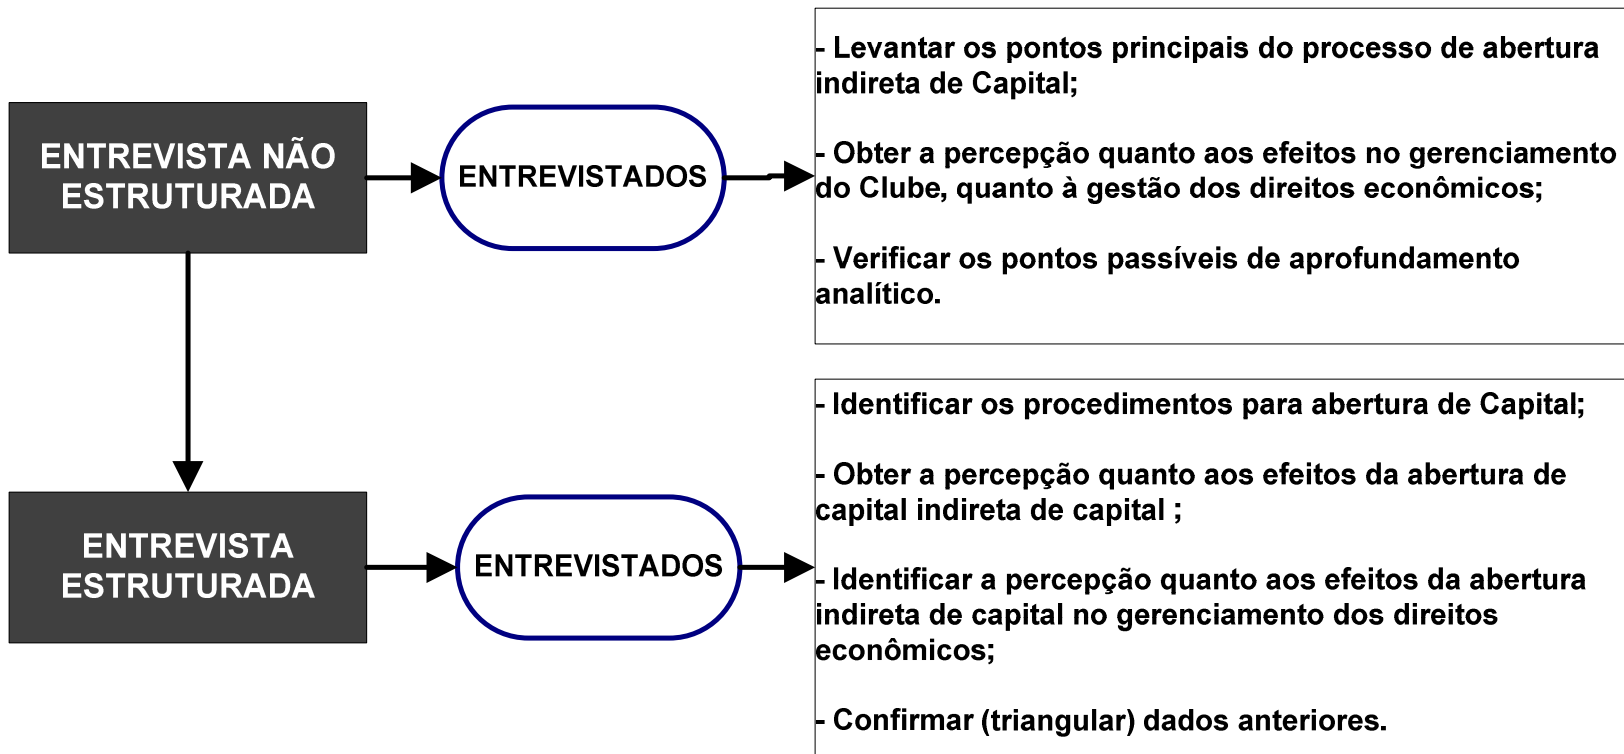 ENTREVISTA NÃO
ESTRUTURADA
ENTREVISTADOS
- Levantar os pontos principais do processo de abertura
indireta de Capital;
- Obter a percepção quanto aos efeitos no gerenciamento
do Clube, quanto à gestão dos direitos econômicos;
- Verificar os pontos passíveis de aprofundamento
analítico.
ENTREVISTA
ESTRUTURADA
ENTREVISTADOS
- Identificar os procedimentos para abertura de Capital;
- Obter a percepção quanto aos efeitos da abertura de
capital indireta de capital ;
- Identificar a percepção quanto aos efeitos da abertura
indireta de capital no gerenciamento dos direitos
econômicos;
- Confirmar (triangular) dados anteriores.